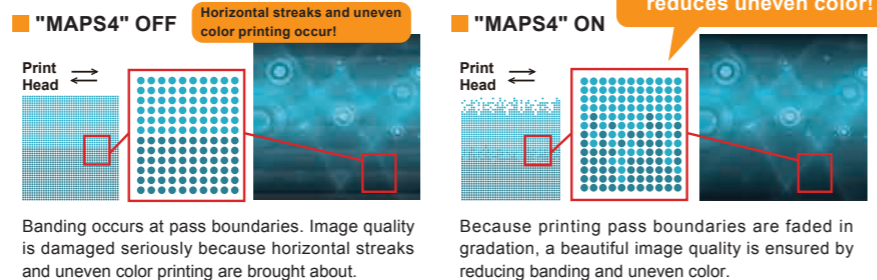 "MAPS4" OFF
Horizontal streaks and uneven
color printing occur!
Print
Head
Banding occurs at pass boundaries. Image quality
is damaged seriously because horizontal streaks
and uneven color printing are brought about.
"MAPS4" ON
reduces uneven color!
Print
Head
Because printing pass boundaries are faded in
gradation, a beautiful image quality is ensured by
reducing banding and uneven color.